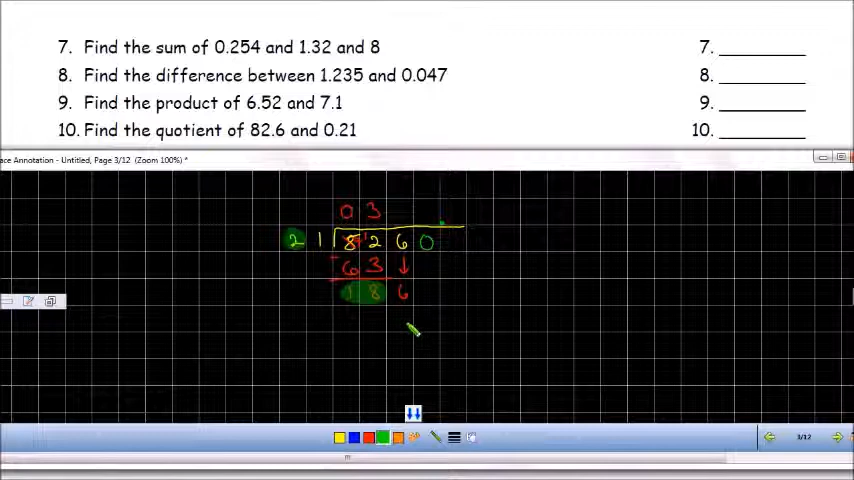 7. Find the sum of 0.254 and 1.32 and 8 7. ________
8. Find the difference between 1.235 and 0.047 8. ________
9. Find the product of 6.52 and 7.1 9. ________
10. Find the quotient of 82.6 and 0.21 10. ________
ace Annotation - Untitled, Page 3/12 (Zoom 100%) *
0 3 .
2 1 8 2 6 0
- 6 3 ↓
1 8 6
3/12